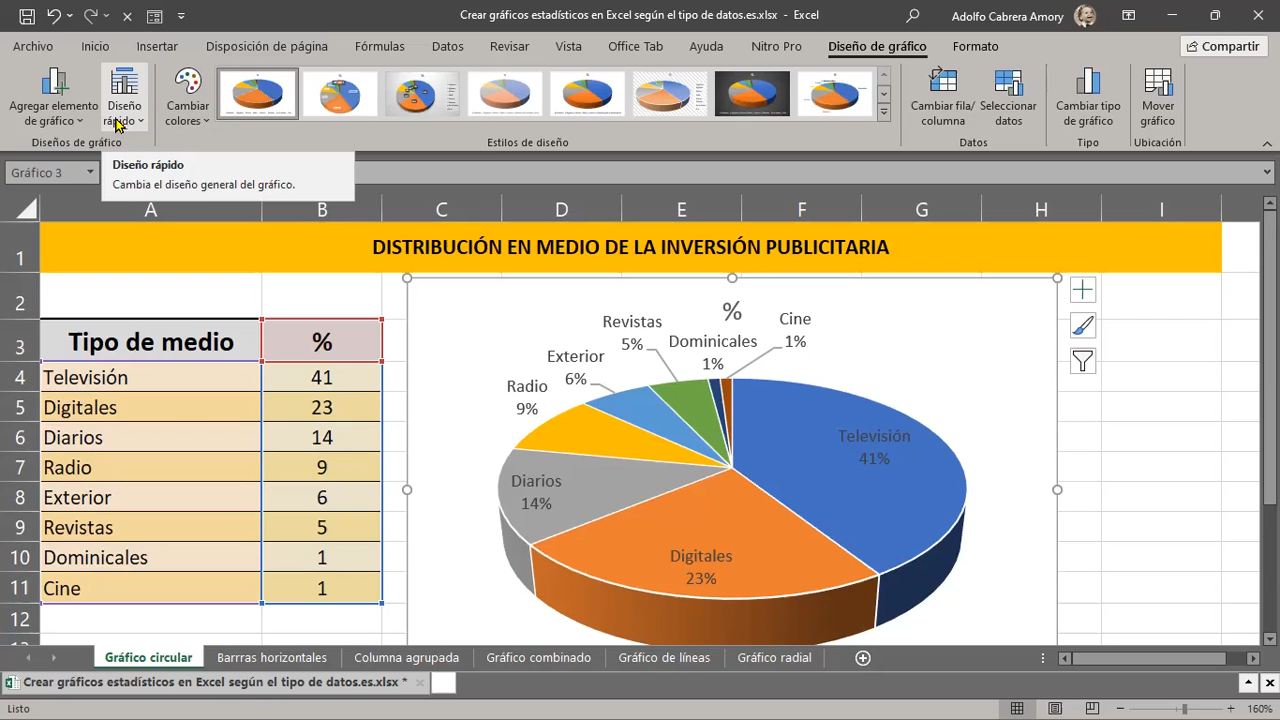 Crear gráficos estadísticos en Excel según el tipo de datos.es.xlsx - Excel
Adolfo Cabrera Amory
Archivo Inicio Insertar Disposición de página Fórmulas Datos Revisar Vista Office Tab Ayuda Nitro Pro Diseño de gráfico Formato Compartir
Agregar elemento
de gráfico
Diseño
rápido
Cambiar
colores
Cambiar fila/
columna
Seleccionar
datos
Cambiar tipo
de gráfico
Mover
gráfico
Diseños de gráfico Estilos de diseño Datos Tipo Ubicación
Gráfico 3
Diseño rápido
Cambia el diseño general del gráfico.
A B C D E F G H I
1 DISTRIBUCIÓN EN MEDIO DE LA INVERSIÓN PUBLICITARIA
2
3 Tipo de medio %
4 Televisión 41
5 Digitales 23
6 Diarios 14
7 Radio 9
8 Exterior 6
9 Revistas 5
10 Dominicales 1
11 Cine 1
12
%
Cine
1%
Revistas
5%
Dominicales
1%
Exterior
6%
Radio
9%
Televisión
41%
Diarios
14%
Digitales
23%
Gráfico circular Barrras horizontales Columna agrupada Gráfico combinado Gráfico de líneas Gráfico radial
Crear gráficos estadísticos en Excel según el tipo de datos.es.xlsx *
Listo 160%